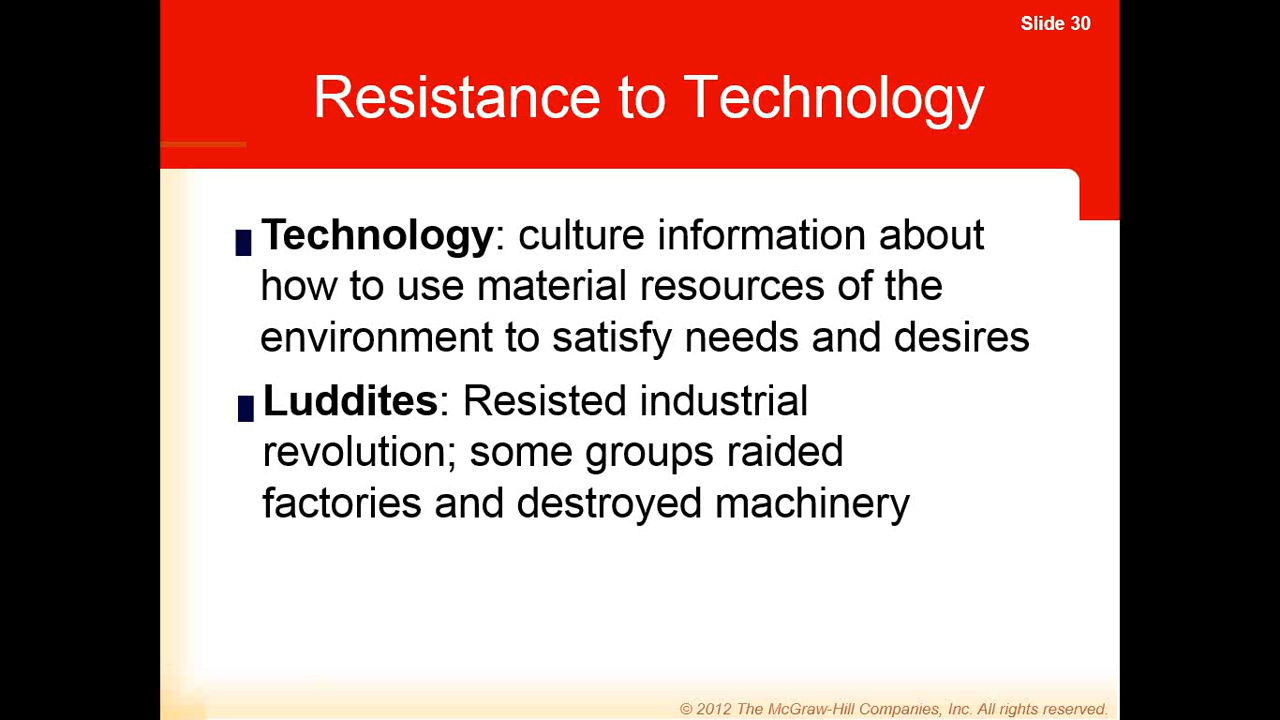 Slide 30
Resistance to Technology
Technology: culture information about
how to use material resources of the
environment to satisfy needs and desires
Luddites: Resisted industrial
revolution; some groups raided
factories and destroyed machinery
© 2012 The McGraw-Hill Companies, Inc. All rights reserved.